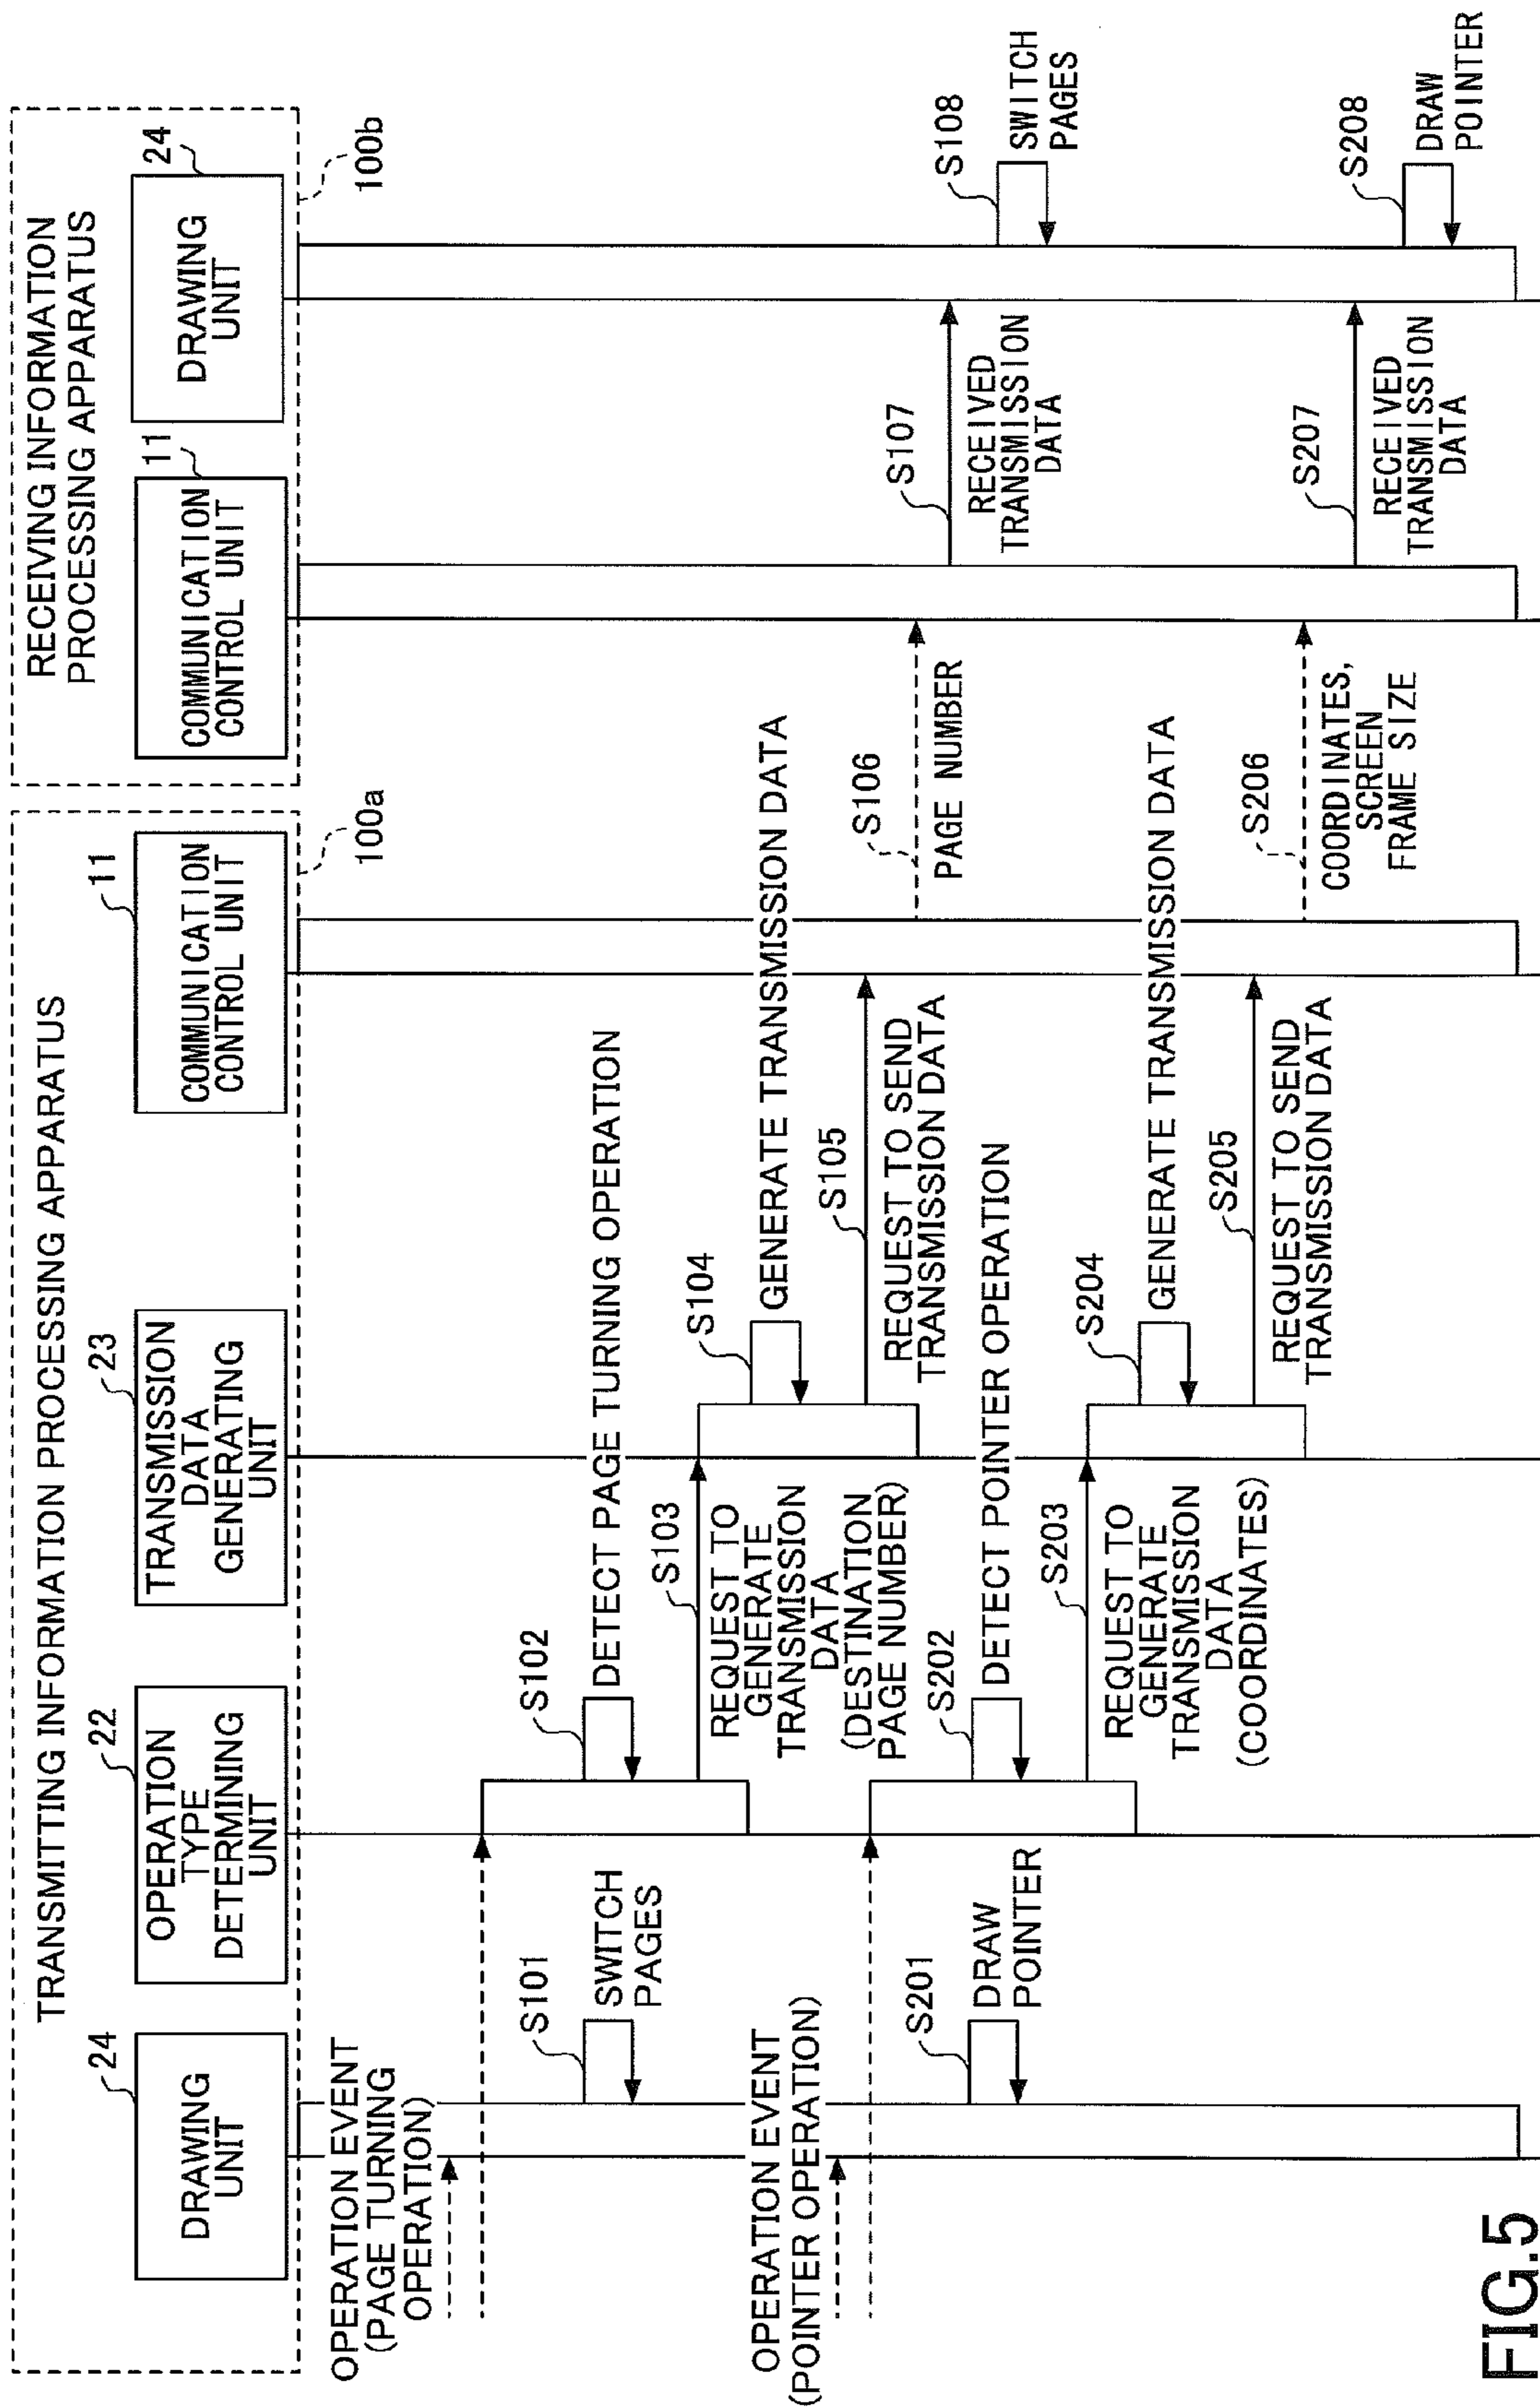 FIG.5
TRANSMITTING INFORMATION PROCESSING APPARATUS
RECEIVING INFORMATION
PROCESSING APPARATUS
24
DRAWING
UNIT
22
OPERATION
TYPE
DETERMINING
UNIT
23
TRANSMISSION
DATA
GENERATING
UNIT
11
COMMUNICATION
CONTROL UNIT
100a
11
COMMUNICATION
CONTROL UNIT
24
DRAWING
UNIT
100b
OPERATION EVENT
(PAGE TURNING
OPERATION)
S101
SWITCH
PAGES
S102
DETECT PAGE TURNING OPERATION
S103
REQUEST TO
GENERATE
TRANSMISSION
DATA
(DESTINATION
PAGE NUMBER)
S104
GENERATE TRANSMISSION DATA
S105
REQUEST TO SEND
TRANSMISSION DATA
S106
PAGE NUMBER
S107
RECEIVED
TRANSMISSION
DATA
S108
SWITCH
PAGES
OPERATION EVENT
(POINTER OPERATION)
S201
DRAW
POINTER
S202
DETECT POINTER OPERATION
S203
REQUEST TO
GENERATE
TRANSMISSION
DATA
(COORDINATES)
S204
GENERATE TRANSMISSION DATA
S205
REQUEST TO SEND
TRANSMISSION DATA
S206
COORDINATES,
SCREEN
FRAME SIZE
S207
RECEIVED
TRANSMISSION
DATA
S208
DRAW
POINTER